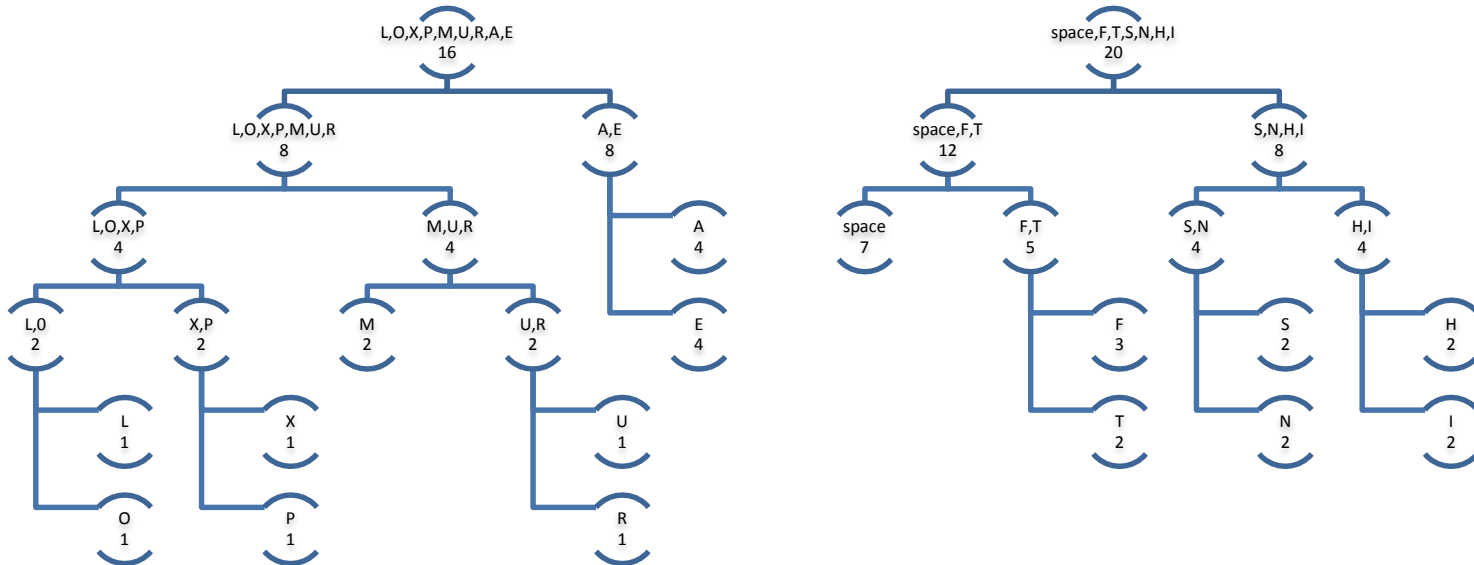 L,O,X,P,M,U,R,A,E
16
space,F,T,S,N,H,I
20
L,O,X,P,M,U,R
8
A,E
8
space,F,T
12
S,N,H,I
8
L,O,X,P
4
M,U,R
4
A
4
space
7
F,T
5
S,N
4
H,I
4
L,0
2
X,P
2
M
2
U,R
2
E
4
F
3
S
2
H
2
L
1
X
1
U
1
T
2
N
2
I
2
O
1
P
1
R
1